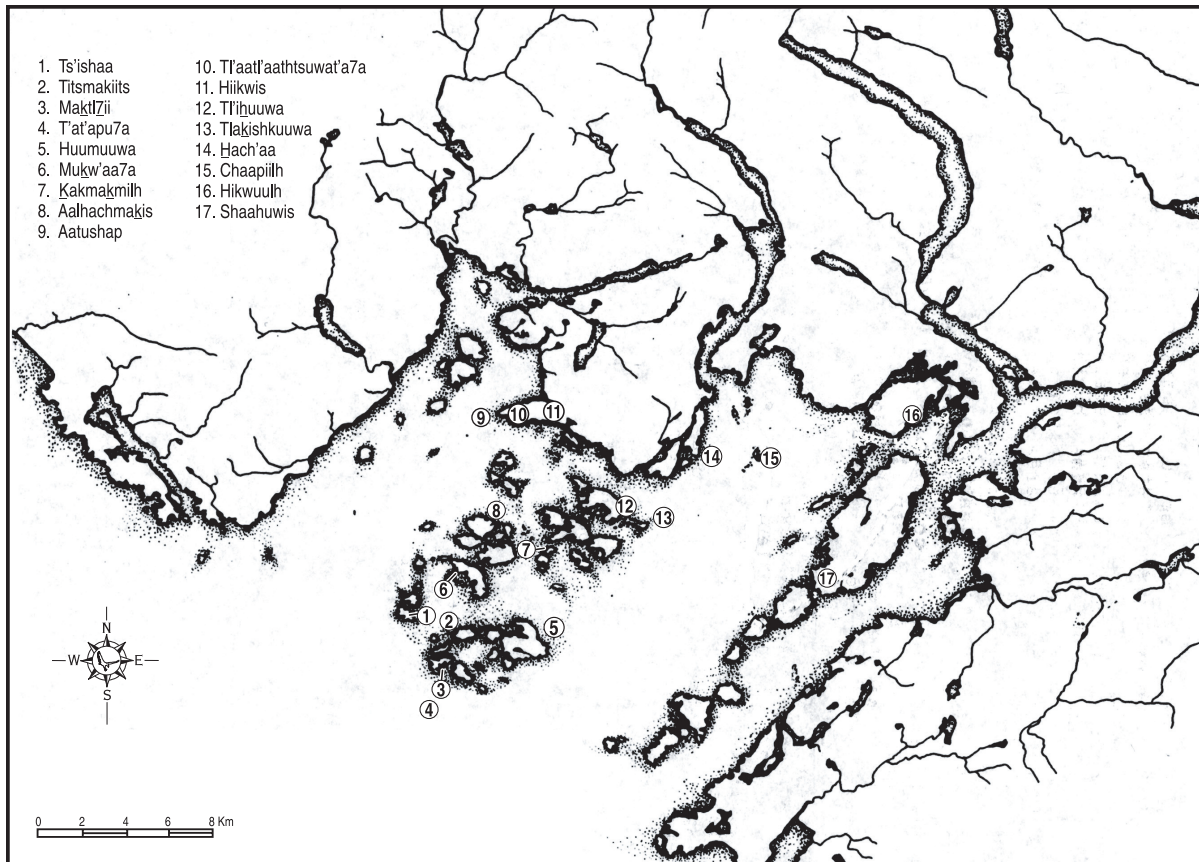 1. Ts'ishaa
2. Titsmakiits
3. Maktl7ii
4. T'at'apu7a
5. Huumuuwa
6. Mukw'aa7a
7. Kakmakmilh
8. Aalhachmakis
9. Aatushap
10. Tl'aatl'aathtsuwat'a7a
11. Hiikwis
12. Tl'ihuuwa
13. Tlakishkuuwa
14. Hach'aa
15. Chaapiilh
16. Hikwuulh
17. Shaahuwis
16
9
10
11
14
15
8
12
13
7
6
17
1
2
5
3
4
N
W
E
S
0 2 4 6 8 Km